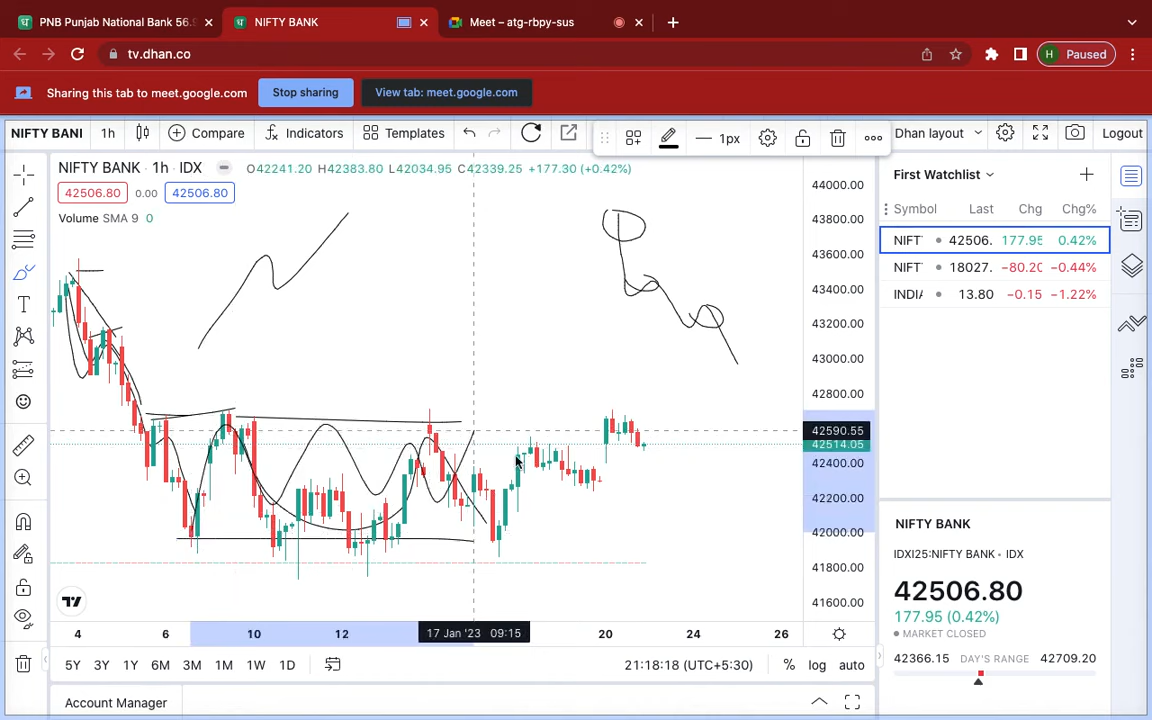 PNB Punjab National Bank 56.9
NIFTY BANK
Meet – atg-rbpy-sus
tv.dhan.co
H Paused
Sharing this tab to meet.google.com
Stop sharing
View tab: meet.google.com
NIFTY BANI
1h
Compare
Indicators
Templates
1px
Dhan layout
Logout
NIFTY BANK · 1h · IDX
O42241.20 H42383.80 L42034.95 C42339.25 +177.30 (+0.42%)
42506.80 0.00 42506.80
Volume SMA 9 0
44000.00
43800.00
43600.00
43400.00
43200.00
43000.00
42800.00
42590.55
42514.05
42400.00
42200.00
42000.00
41800.00
41600.00
4 6 10 12 17 Jan '23 09:15 20 24 26
5Y 3Y 1Y 6M 3M 1M 1W 1D
21:18:18 (UTC+5:30) % log auto
Account Manager
First Watchlist
Symbol Last Chg Chg%
NIFT 42506. 177.95 0.42%
NIFT 18027. −80.20 −0.44%
INDIA 13.80 −0.15 −1.22%
NIFTY BANK
IDXI25:NIFTY BANK • IDX
42506.80
177.95 (0.42%)
MARKET CLOSED
42366.15 DAY'S RANGE 42709.20